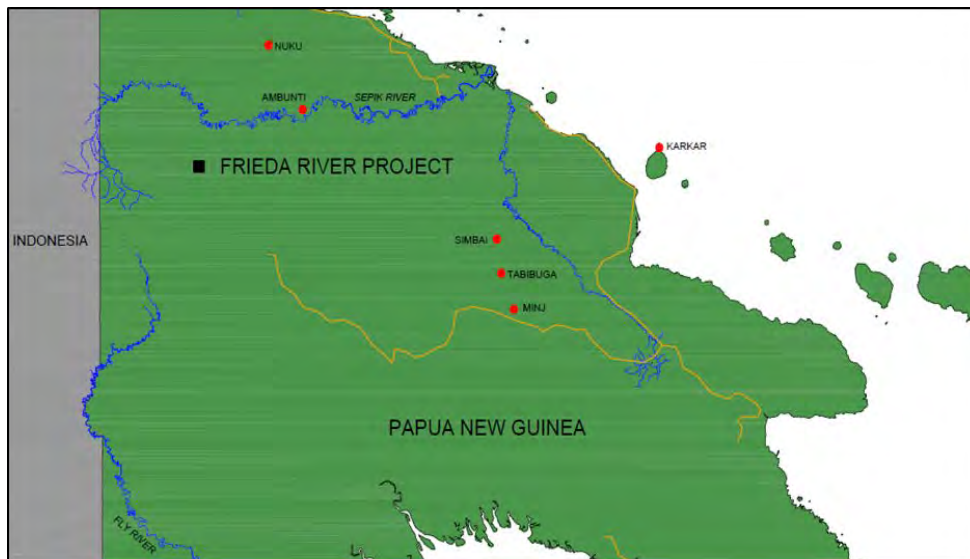 NUKU
AMBUNTI
SEPIK RIVER
KARKAR
FRIEDA RIVER PROJECT
INDONESIA
SIMBAI
TABIBUGA
MINJ
PAPUA NEW GUINEA
FLY RIVER